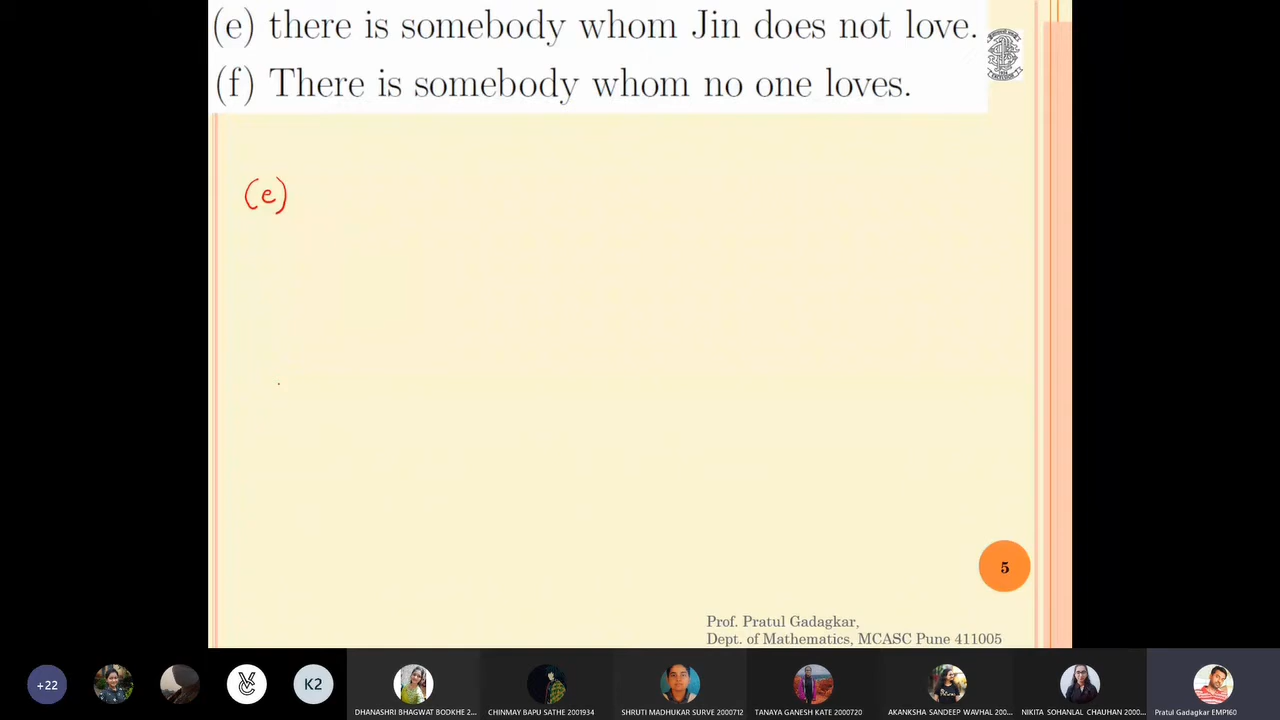 (e) there is somebody whom Jin does not love.
(f) There is somebody whom no one loves.
(e)
5
Prof. Pratul Gadagkar,
Dept. of Mathematics, MCASC Pune 411005
+22
K2
DHANASHRI BHAGWAT BODKHE 2...
CHINMAY BAPU SATHE 2001934
SHRUTI MADHUKAR SURVE 2000712
TANAYA GANESH KATE 2000720
AKANKSHA SANDEEP WAVHAL 200...
NIKITA SOHANLAL CHAUHAN 2000...
Pratul Gadagkar EMP160